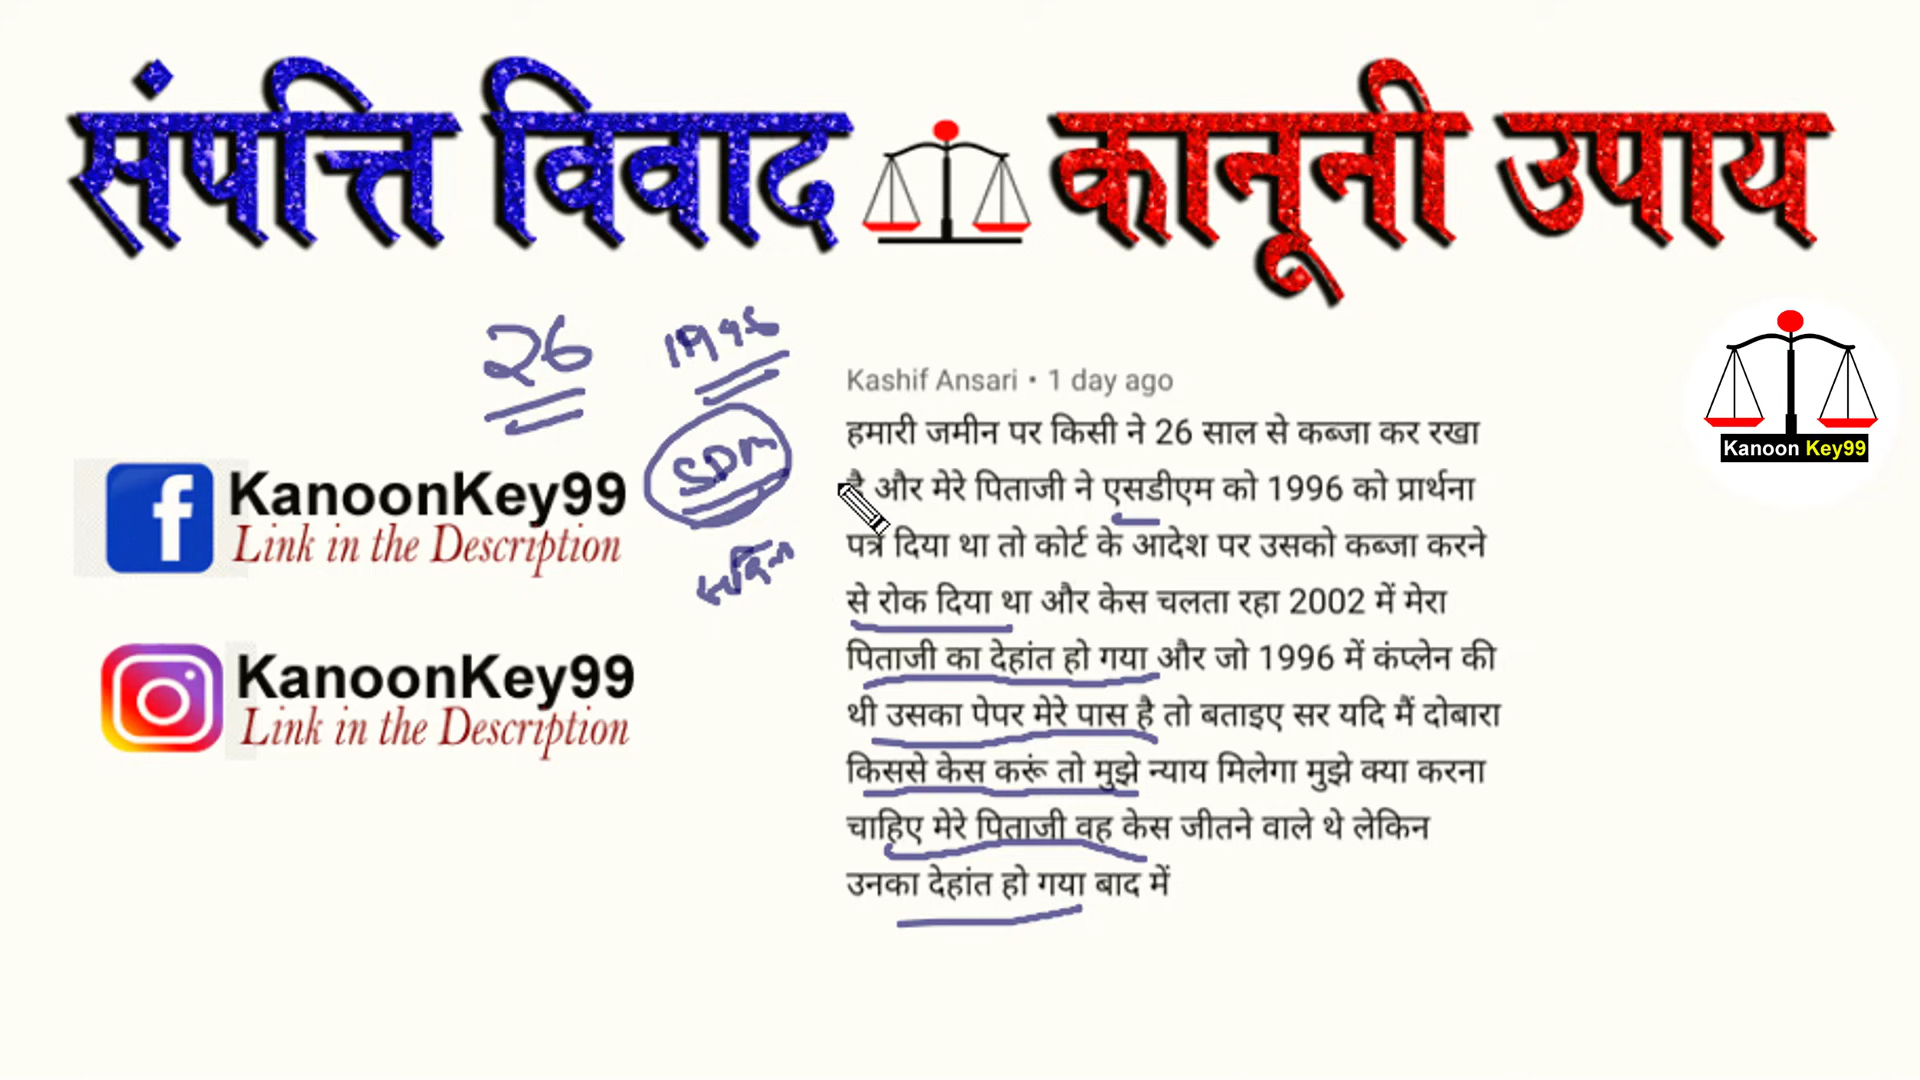 संपत्ति विवाद कानूनी उपाय
26
Kashif Ansari • 1 day ago
हमारी जमीन पर किसी ने 26 साल से कब्जा कर रखा
है और मेरे पिताजी ने एसडीएम को 1996 को प्रार्थना
पत्र दिया था तो कोर्ट के आदेश पर उसको कब्जा करने
से रोक दिया था और केस चलता रहा 2002 में मेरा
पिताजी का देहांत हो गया और जो 1996 में कंप्लेन की
थी उसका पेपर मेरे पास है तो बताइए सर यदि मैं दोबारा
किससे केस करूं तो मुझे न्याय मिलेगा मुझे क्या करना
चाहिए मेरे पिताजी वह केस जीतने वाले थे लेकिन
उनका देहांत हो गया बाद में
SDM
KanoonKey99
Link in the Description
KanoonKey99
Link in the Description
Kanoon Key99